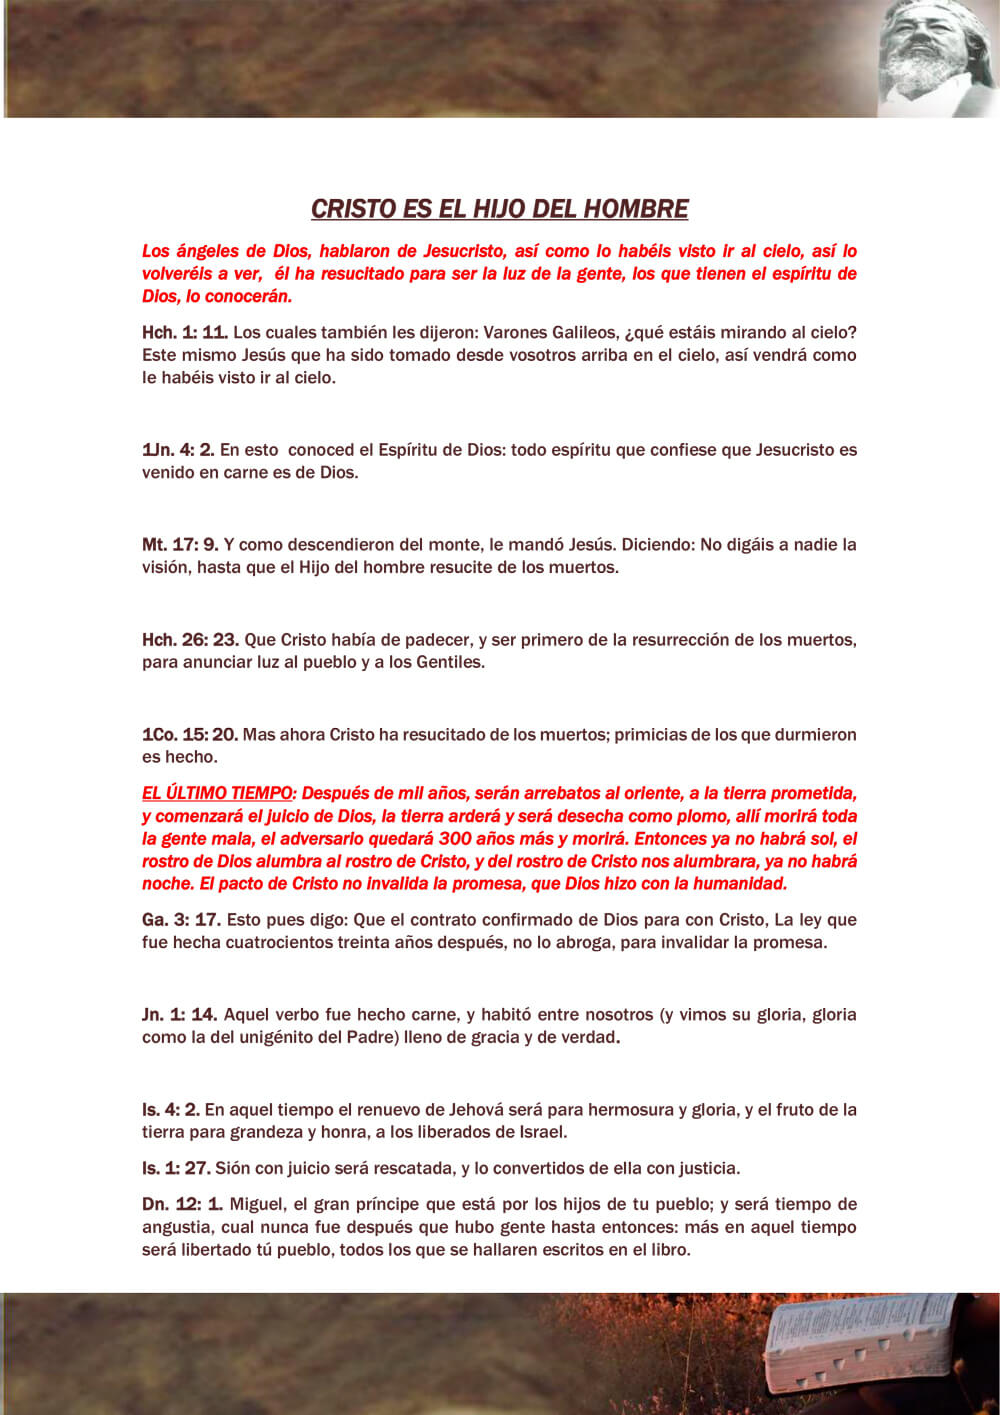 CRISTO ES EL HIJO DEL HOMBRE
Los ángeles de Dios, hablaron de Jesucristo, así como lo habéis visto ir al cielo, así lo
volveréis a ver, él ha resucitado para ser la luz de la gente, los que tienen el espíritu de
Dios, lo conocerán.
Hch. 1: 11. Los cuales también les dijeron: Varones Galileos, ¿qué estáis mirando al cielo?
Este mismo Jesús que ha sido tomado desde vosotros arriba en el cielo, así vendrá como
le habéis visto ir al cielo.
1Jn. 4: 2. En esto conoced el Espíritu de Dios: todo espíritu que confiese que Jesucristo es
venido en carne es de Dios.
Mt. 17: 9. Y como descendieron del monte, le mandó Jesús. Diciendo: No digáis a nadie la
visión, hasta que el Hijo del hombre resucite de los muertos.
Hch. 26: 23. Que Cristo había de padecer, y ser primero de la resurrección de los muertos,
para anunciar luz al pueblo y a los Gentiles.
1Co. 15: 20. Mas ahora Cristo ha resucitado de los muertos; primicias de los que durmieron
es hecho.
EL ÚLTIMO TIEMPO: Después de mil años, serán arrebatos al oriente, a la tierra prometida,
y comenzará el juicio de Dios, la tierra arderá y será desecha como plomo, allí morirá toda
la gente mala, el adversario quedará 300 años más y morirá. Entonces ya no habrá sol, el
rostro de Dios alumbra al rostro de Cristo, y del rostro de Cristo nos alumbrara, ya no habrá
noche. El pacto de Cristo no invalida la promesa, que Dios hizo con la humanidad.
Ga. 3: 17. Esto pues digo: Que el contrato confirmado de Dios para con Cristo, La ley que
fue hecha cuatrocientos treinta años después, no lo abroga, para invalidar la promesa.
Jn. 1: 14. Aquel verbo fue hecho carne, y habitó entre nosotros (y vimos su gloria, gloria
como la del unigénito del Padre) lleno de gracia y de verdad.
Is. 4: 2. En aquel tiempo el renuevo de Jehová será para hermosura y gloria, y el fruto de la
tierra para grandeza y honra, a los liberados de Israel.
Is. 1: 27. Sión con juicio será rescatada, y lo convertidos de ella con justicia.
Dn. 12: 1. Miguel, el gran príncipe que está por los hijos de tu pueblo; y será tiempo de
angustia, cual nunca fue después que hubo gente hasta entonces: más en aquel tiempo
será libertado tú pueblo, todos los que se hallaren escritos en el libro.